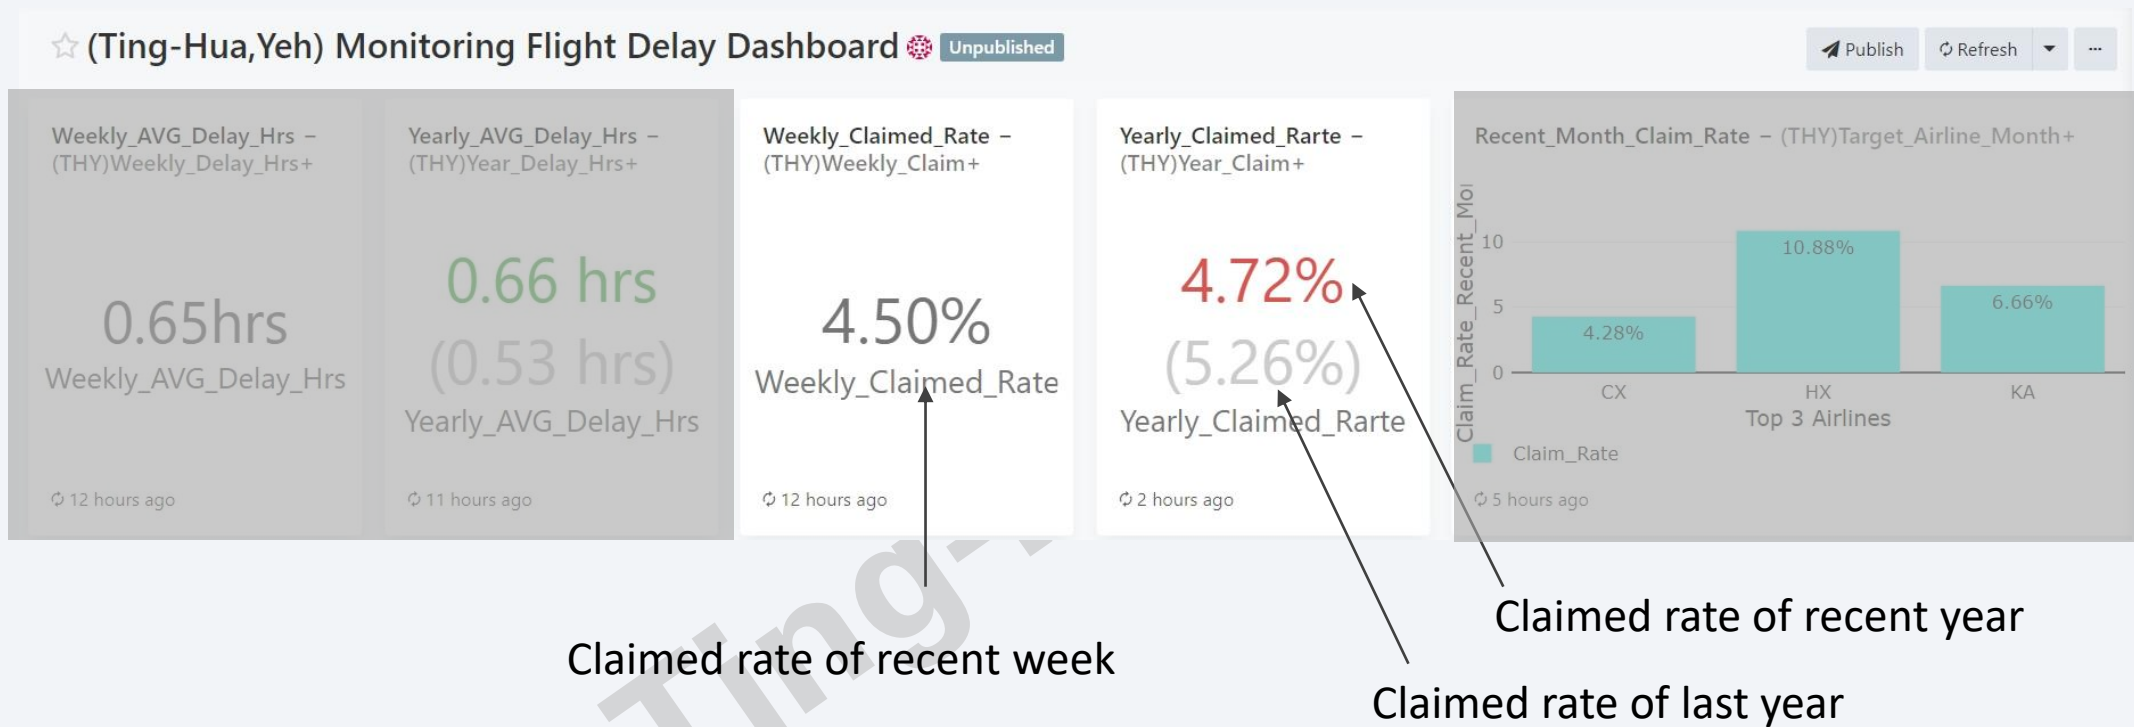 (Ting-Hua,Yeh) Monitoring Flight Delay Dashboard Unpublished
Publish
Refresh
Weekly_AVG_Delay_Hrs –
(THY)Weekly_Delay_Hrs+
0.65hrs
Weekly_AVG_Delay_Hrs
12 hours ago
Yearly_AVG_Delay_Hrs –
(THY)Year_Delay_Hrs+
0.66 hrs
(0.53 hrs)
Yearly_AVG_Delay_Hrs
11 hours ago
Weekly_Claimed_Rate –
(THY)Weekly_Claim+
4.50%
Weekly_Claimed_Rate
12 hours ago
Yearly_Claimed_Rarte –
(THY)Year_Claim+
4.72%
(5.26%)
Yearly_Claimed_Rarte
2 hours ago
Recent_Month_Claim_Rate – (THY)Target_Airline_Month+
Claim_Rate_Recent_Mo
10
5
0
4.28%
10.88%
6.66%
CX
HX
KA
Top 3 Airlines
Claim_Rate
5 hours ago
Claimed rate of recent week
Claimed rate of recent year
Claimed rate of last year
Ting-